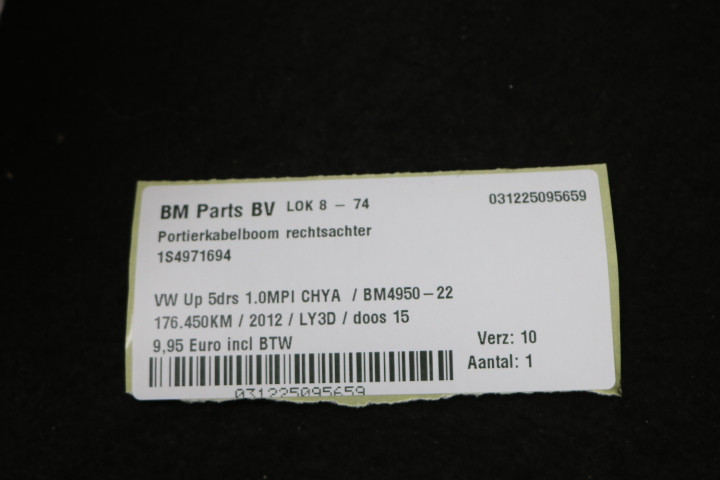 BM Parts BV LOK 8 - 74 031225095659
Portierkabelboom rechtsachter
1S4971694
VW Up 5drs 1.0MPI CHYA / BM4950-22
176.450KM / 2012 / LY3D / doos 15
9,95 Euro incl BTW Verz: 10
Aantal: 1
031225095659